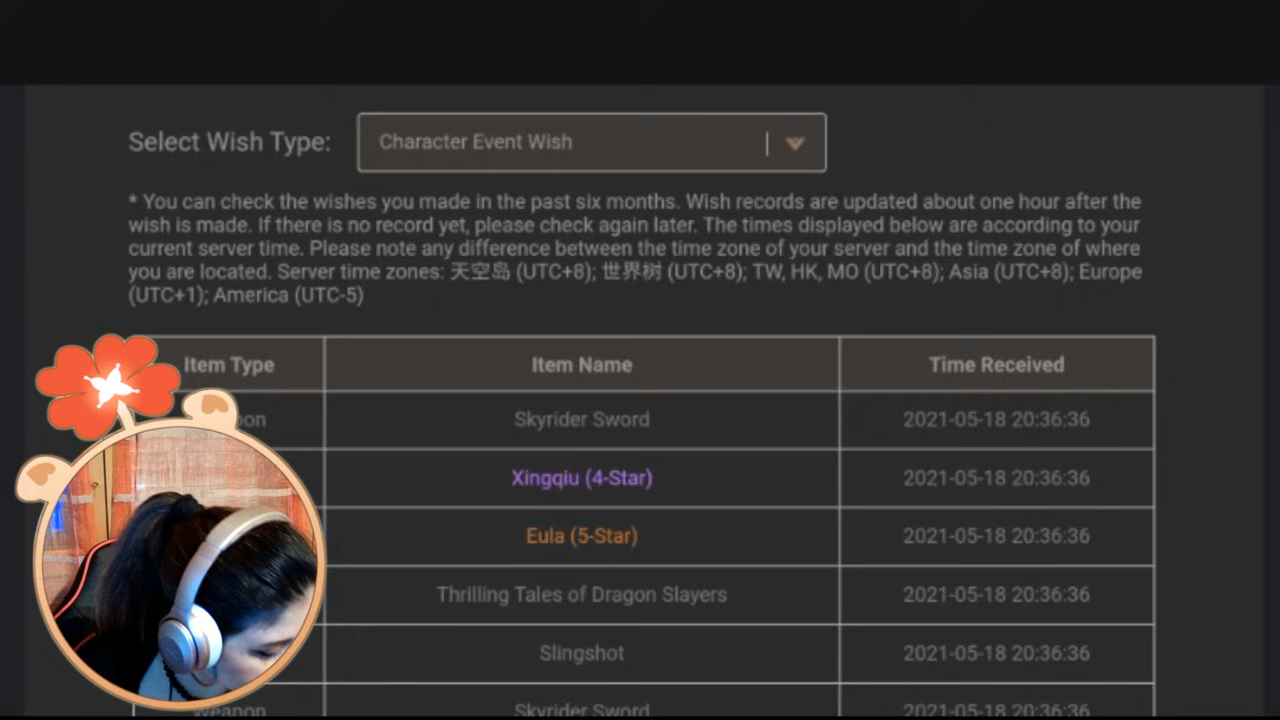 Select Wish Type:
Character Event Wish
* You can check the wishes you made in the past six months. Wish records are updated about one hour after the
wish is made. If there is no record yet, please check again later. The times displayed below are according to your
current server time. Please note any difference between the time zone of your server and the time zone of where
you are located. Server time zones: 天空岛 (UTC+8); 世界树 (UTC+8); TW, HK, MO (UTC+8); Asia (UTC+8); Europe
(UTC+1); America (UTC-5)
Item Type Item Name Time Received
Skyrider Sword 2021-05-18 20:36:36
Xingqiu (4-Star) 2021-05-18 20:36:36
Eula (5-Star) 2021-05-18 20:36:36
Thrilling Tales of Dragon Slayers 2021-05-18 20:36:36
Slingshot 2021-05-18 20:36:36
Weapon Skyrider Sword 2021-05-18 20:36:36